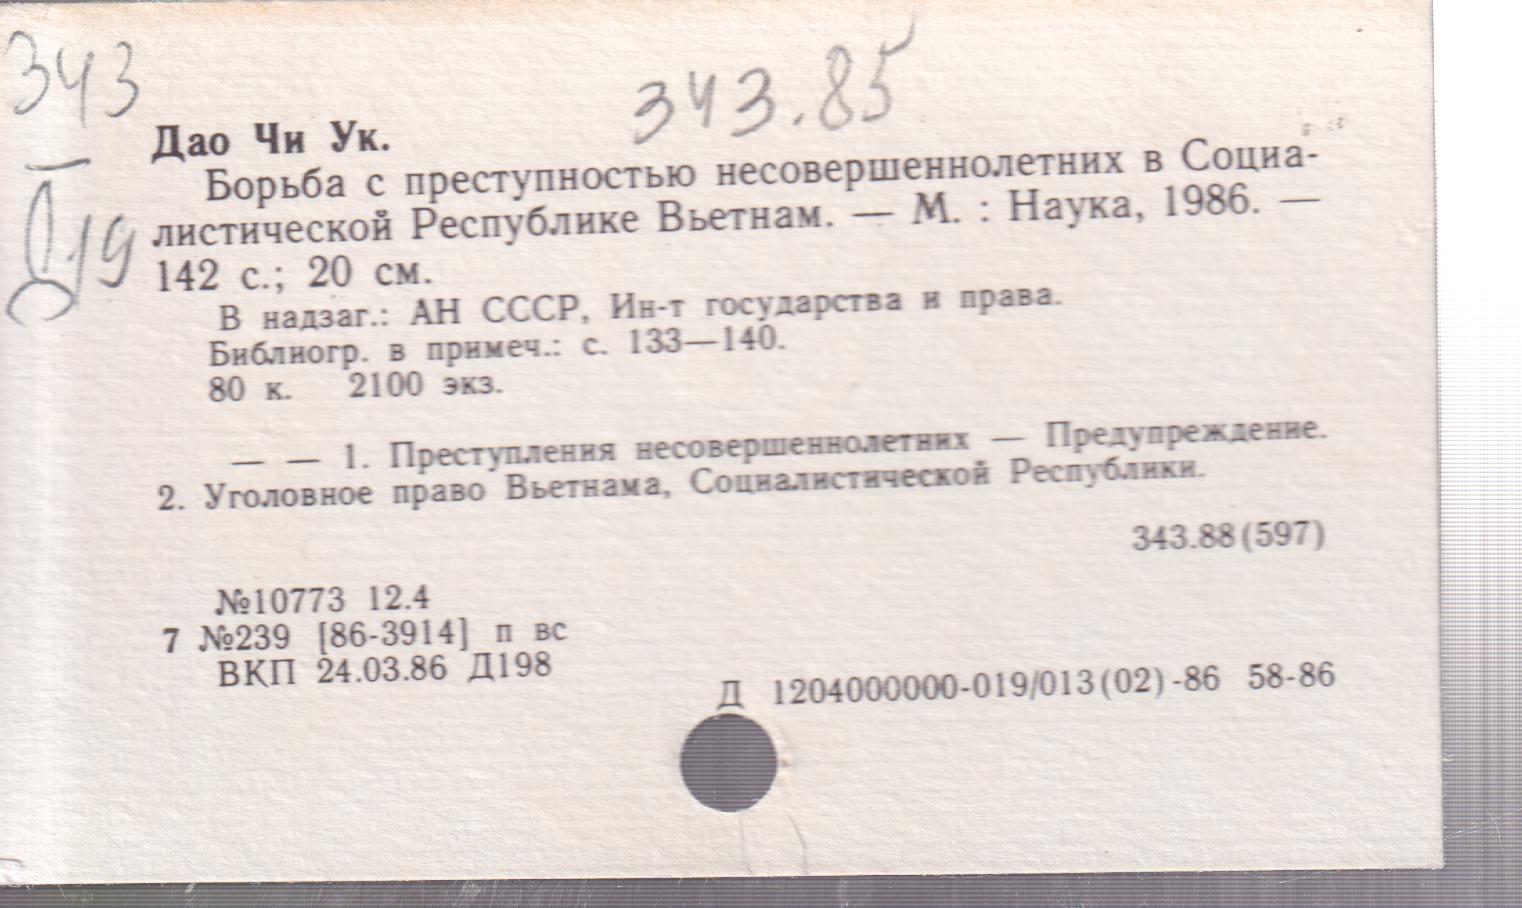 343
343.85
Д19
Дао Чи Ук.
Борьба с преступностью несовершеннолетних в Социа-
листической Республике Вьетнам. — М. : Наука, 1986. —
142 с.; 20 см.
В надзаг.: АН СССР, Ин-т государства и права.
Библиогр. в примеч.: с. 133—140.
80 к. 2100 экз.
— — 1. Преступления несовершеннолетних — Предупреждение.
2. Уголовное право Вьетнама, Социалистической Республики.
343.88(597)
№10773 12.4
7 №239 [86-3914] п вс
ВКП 24.03.86 Д198
Д 1204000000-019/013(02)-86 58-86